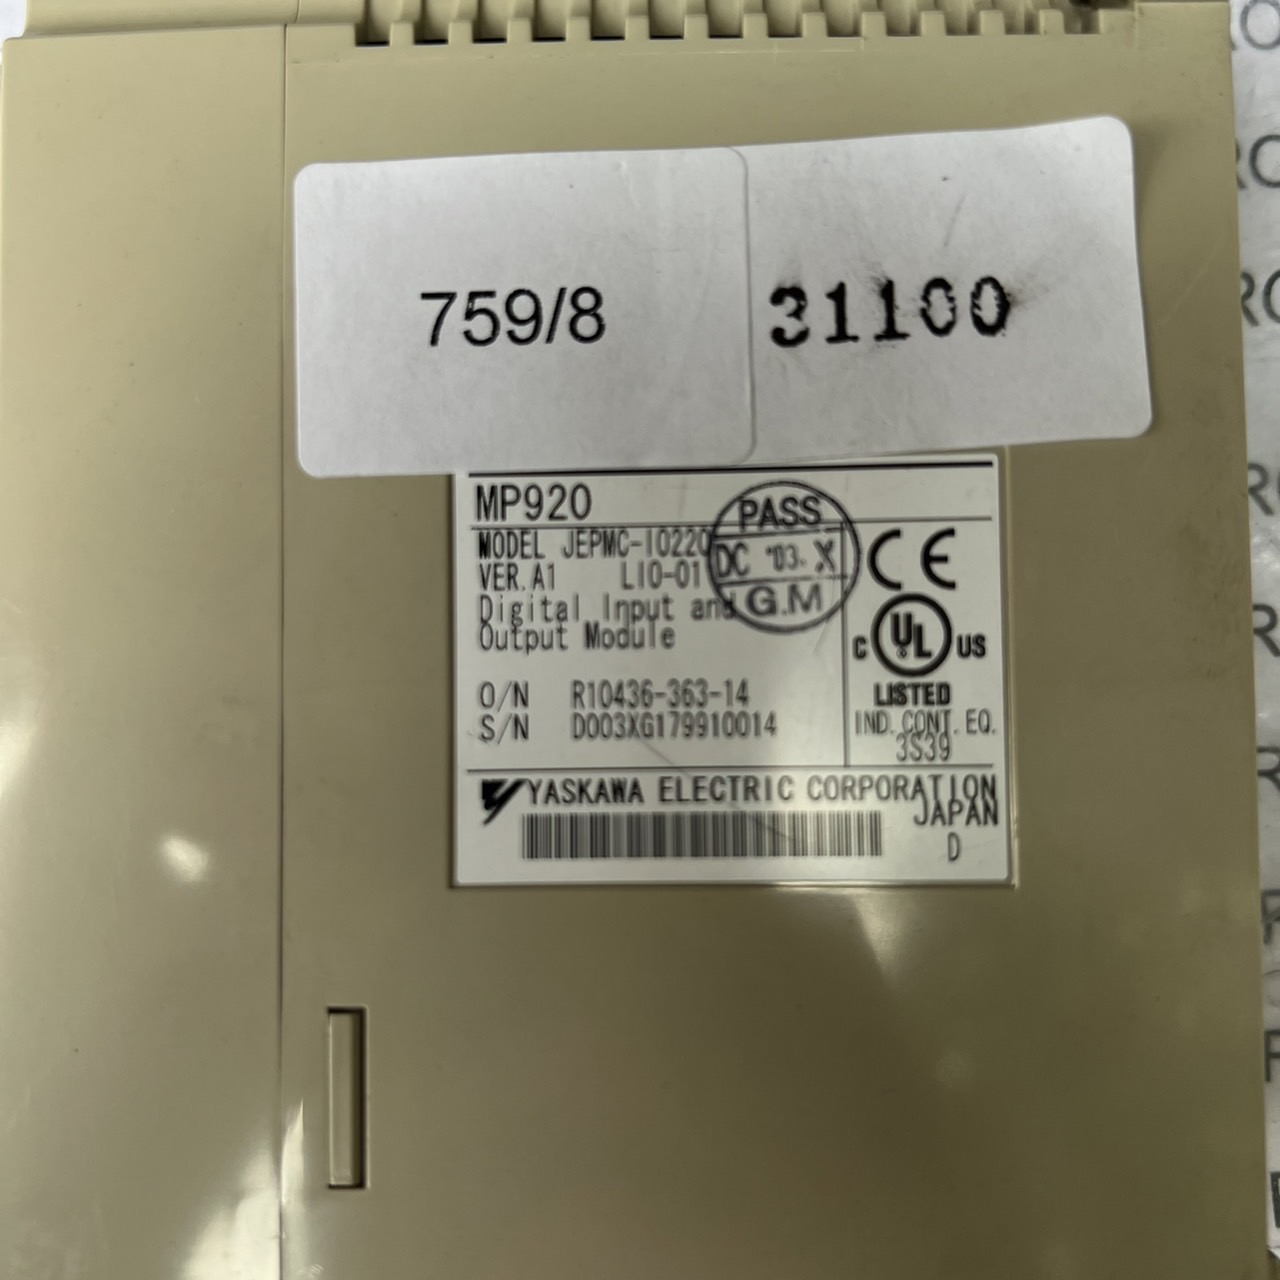 759/8
31100
MP920
MODEL JEPMC-IO220
VER.A1 LIO-01
Digital Input and
Output Module
PASS
DC '03. X
G.M
CE
C UL US
LISTED
IND. CONT. EQ.
3S39
O/N R10436-363-14
S/N D003XG179910014
YASKAWA ELECTRIC CORPORATION
JAPAN
D